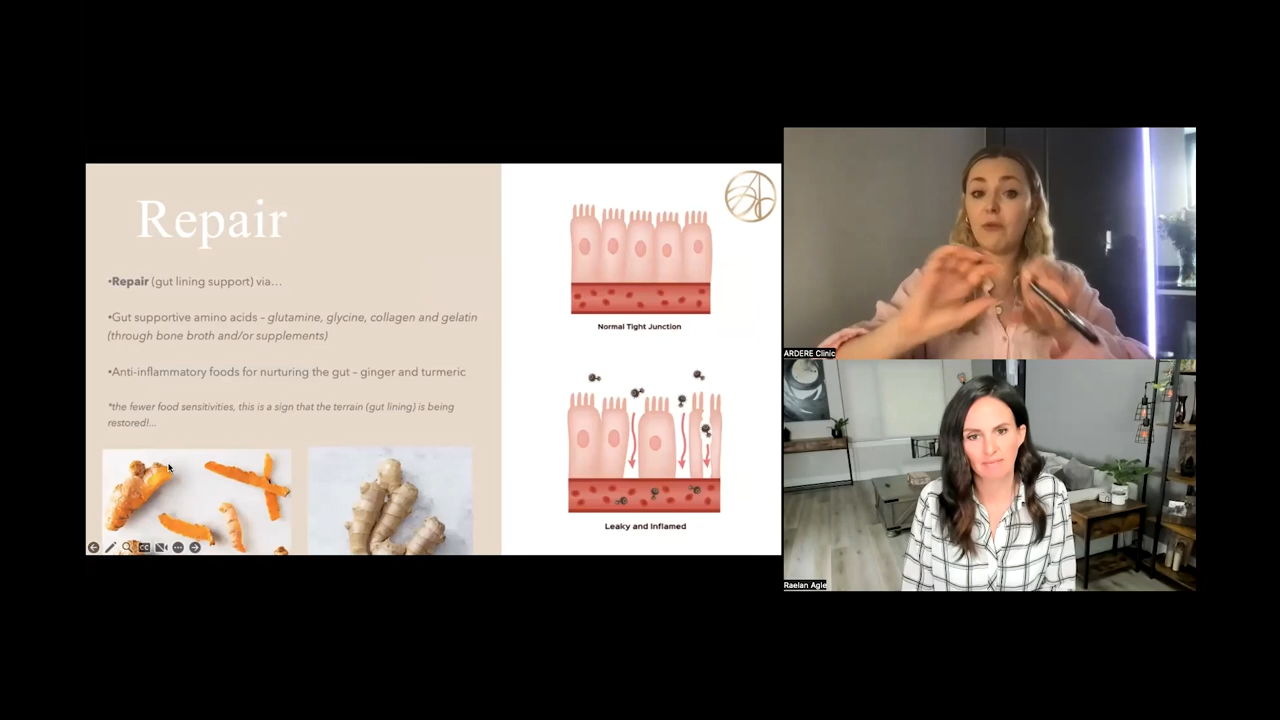 Repair
•Repair (gut lining support) via…
•Gut supportive amino acids – glutamine, glycine, collagen and gelatin
(through bone broth and/or supplements)
•Anti-inflammatory foods for nurturing the gut – ginger and turmeric
*the fewer food sensitivities, this is a sign that the terrain (gut lining) is being
restored!...
CC
Normal Tight Junction
Leaky and Inflamed
ARDERE Clinic
Raelan Agle